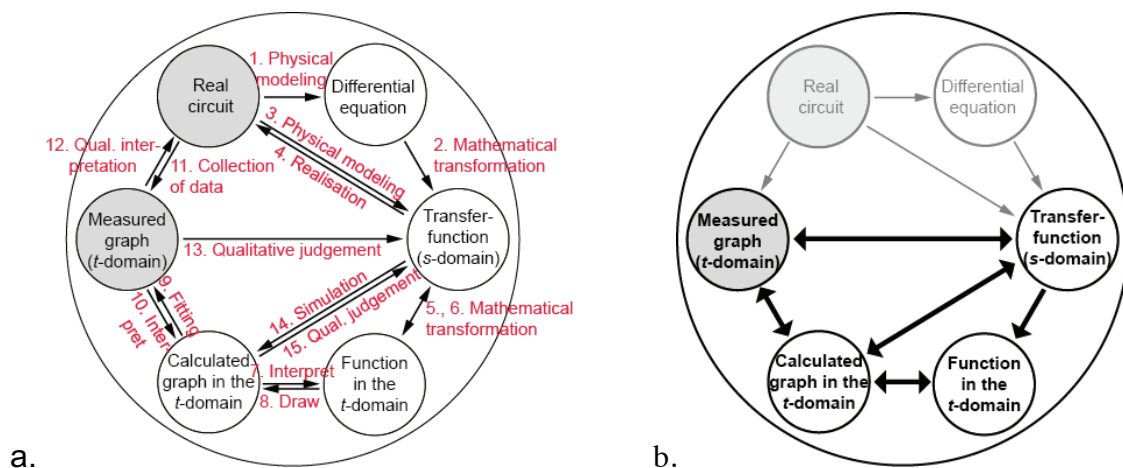 1. Physical
modeling
Real
circuit
Differential
equation
3. Physical modeling
4. Realisation
2. Mathematical
transformation
12. Qual. inter-
pretation
11. Collection
of data
Measured
graph
(t-domain)
13. Qualitative judgement
Transfer-
function
(s-domain)
9. Fitting
10. Inter-
pret
14. Simulation
15. Qual. judgement
5., 6. Mathematical
transformation
Calculated
graph in the
t-domain
7. Interpret
8. Draw
Function
in the
t-domain
a.
Real
circuit
Differential
equation
Measured
graph
(t-domain)
Transfer-
function
(s-domain)
Calculated
graph in the
t-domain
Function
in the
t-domain
b.